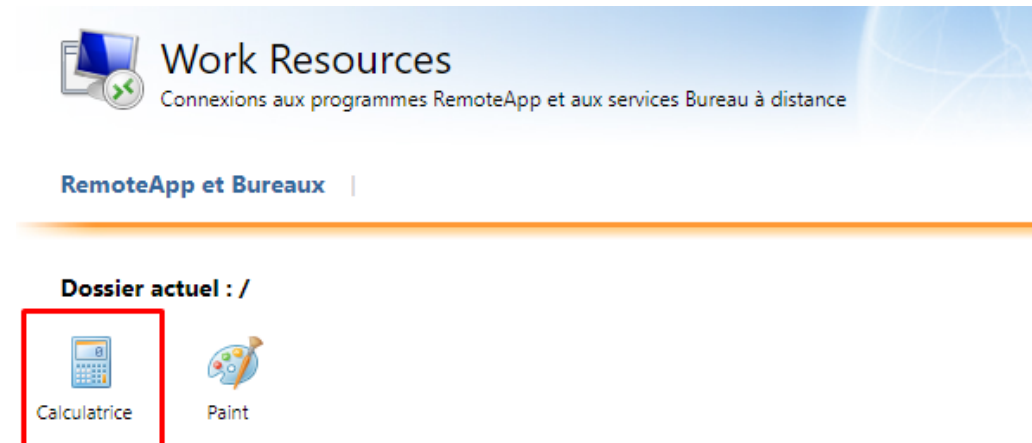 Work Resources
Connexions aux programmes RemoteApp et aux services Bureau à distance
RemoteApp et Bureaux |
Dossier actuel : /
Calculatrice Paint